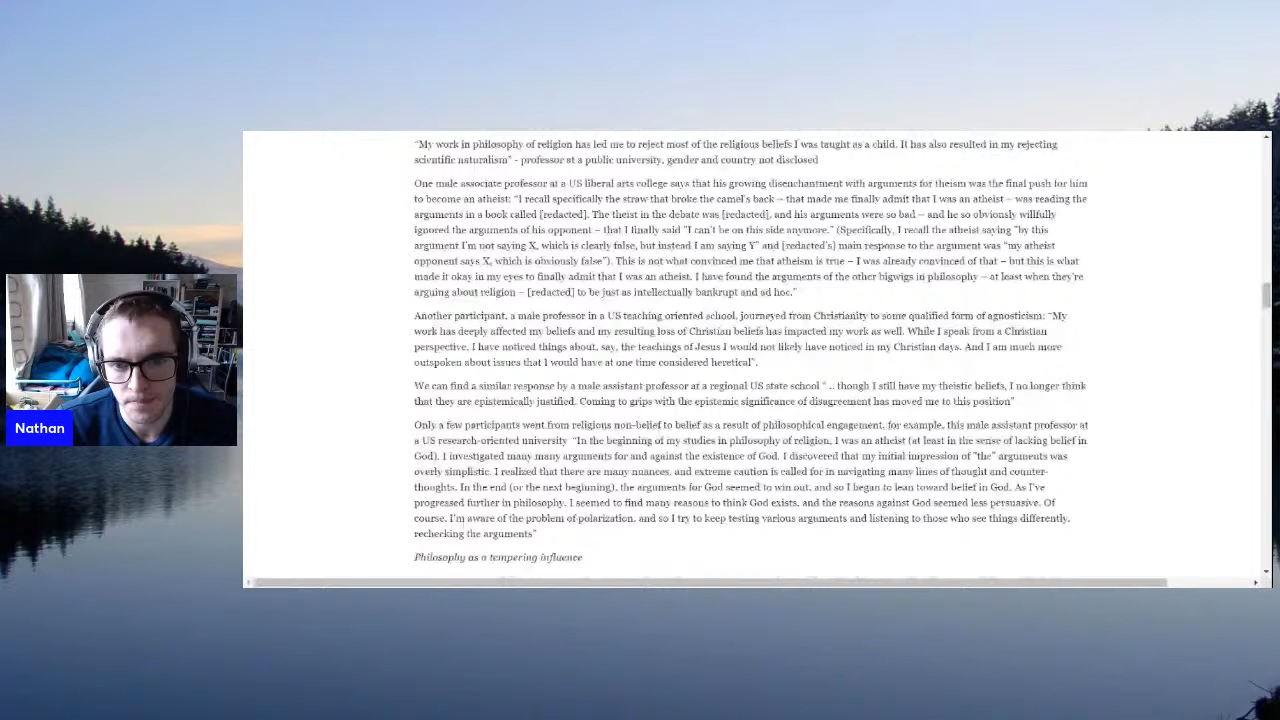 "My work in philosophy of religion has led me to reject most of the religious beliefs I was taught as a child. It has also resulted in my rejecting
scientific naturalism" - professor at a public university, gender and country not disclosed
One male associate professor at a US liberal arts college says that his growing disenchantment with arguments for theism was the final push for him
to become an atheist: "I recall specifically the straw that broke the camel's back – that made me finally admit that I was an atheist – was reading the
arguments in a book called [redacted]. The theist in the debate was [redacted], and his arguments were so bad – and he so obviously willfully
ignored the arguments of his opponent – that I finally said "I can't be on this side anymore." (Specifically, I recall the atheist saying "by this
argument I'm not saying X, which is clearly false, but instead I am saying Y" and [redacted's] main response to the argument was "my atheist
opponent says X, which is obviously false"). This is not what convinced me that atheism is true – I was already convinced of that – but this is what
made it okay in my eyes to finally admit that I was an atheist. I have found the arguments of the other bigwigs in philosophy – at least when they're
arguing about religion – [redacted] to be just as intellectually bankrupt and ad hoc."
Another participant, a male professor in a US teaching oriented school, journeyed from Christianity to some qualified form of agnosticism: "My
work has deeply affected my beliefs and my resulting loss of Christian beliefs has impacted my work as well. While I speak from a Christian
perspective, I have noticed things about, say, the teachings of Jesus I would not likely have noticed in my Christian days. And I am much more
outspoken about issues that I would have at one time considered heretical".
We can find a similar response by a male assistant professor at a regional US state school " .. though I still have my theistic beliefs, I no longer think
that they are epistemically justified. Coming to grips with the epistemic significance of disagreement has moved me to this position"
Only a few participants went from religious non-belief to belief as a result of philosophical engagement, for example, this male assistant professor at
a US research-oriented university "In the beginning of my studies in philosophy of religion, I was an atheist (at least in the sense of lacking belief in
God). I investigated many many arguments for and against the existence of God. I discovered that my initial impression of "the" arguments was
overly simplistic. I realized that there are many nuances, and extreme caution is called for in navigating many lines of thought and counter-
thoughts. In the end (or the next beginning), the arguments for God seemed to win out, and so I began to lean toward belief in God. As I've
progressed further in philosophy, I seemed to find many reasons to think God exists, and the reasons against God seemed less persuasive. Of
course, I'm aware of the problem of polarization, and so I try to keep testing various arguments and listening to those who see things differently,
rechecking the arguments"
Philosophy as a tempering influence
Nathan